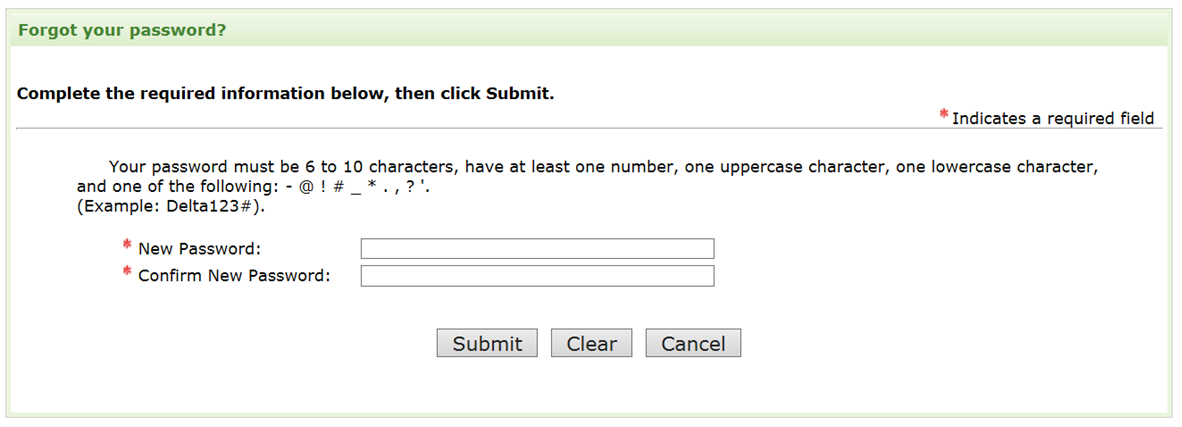 Forgot your password?
Complete the required information below, then click Submit.
* Indicates a required field
Your password must be 6 to 10 characters, have at least one number, one uppercase character, one lowercase character,
and one of the following: - @ ! # _ * . , ? '.
(Example: Delta123#).
* New Password:
* Confirm New Password:
Submit Clear Cancel